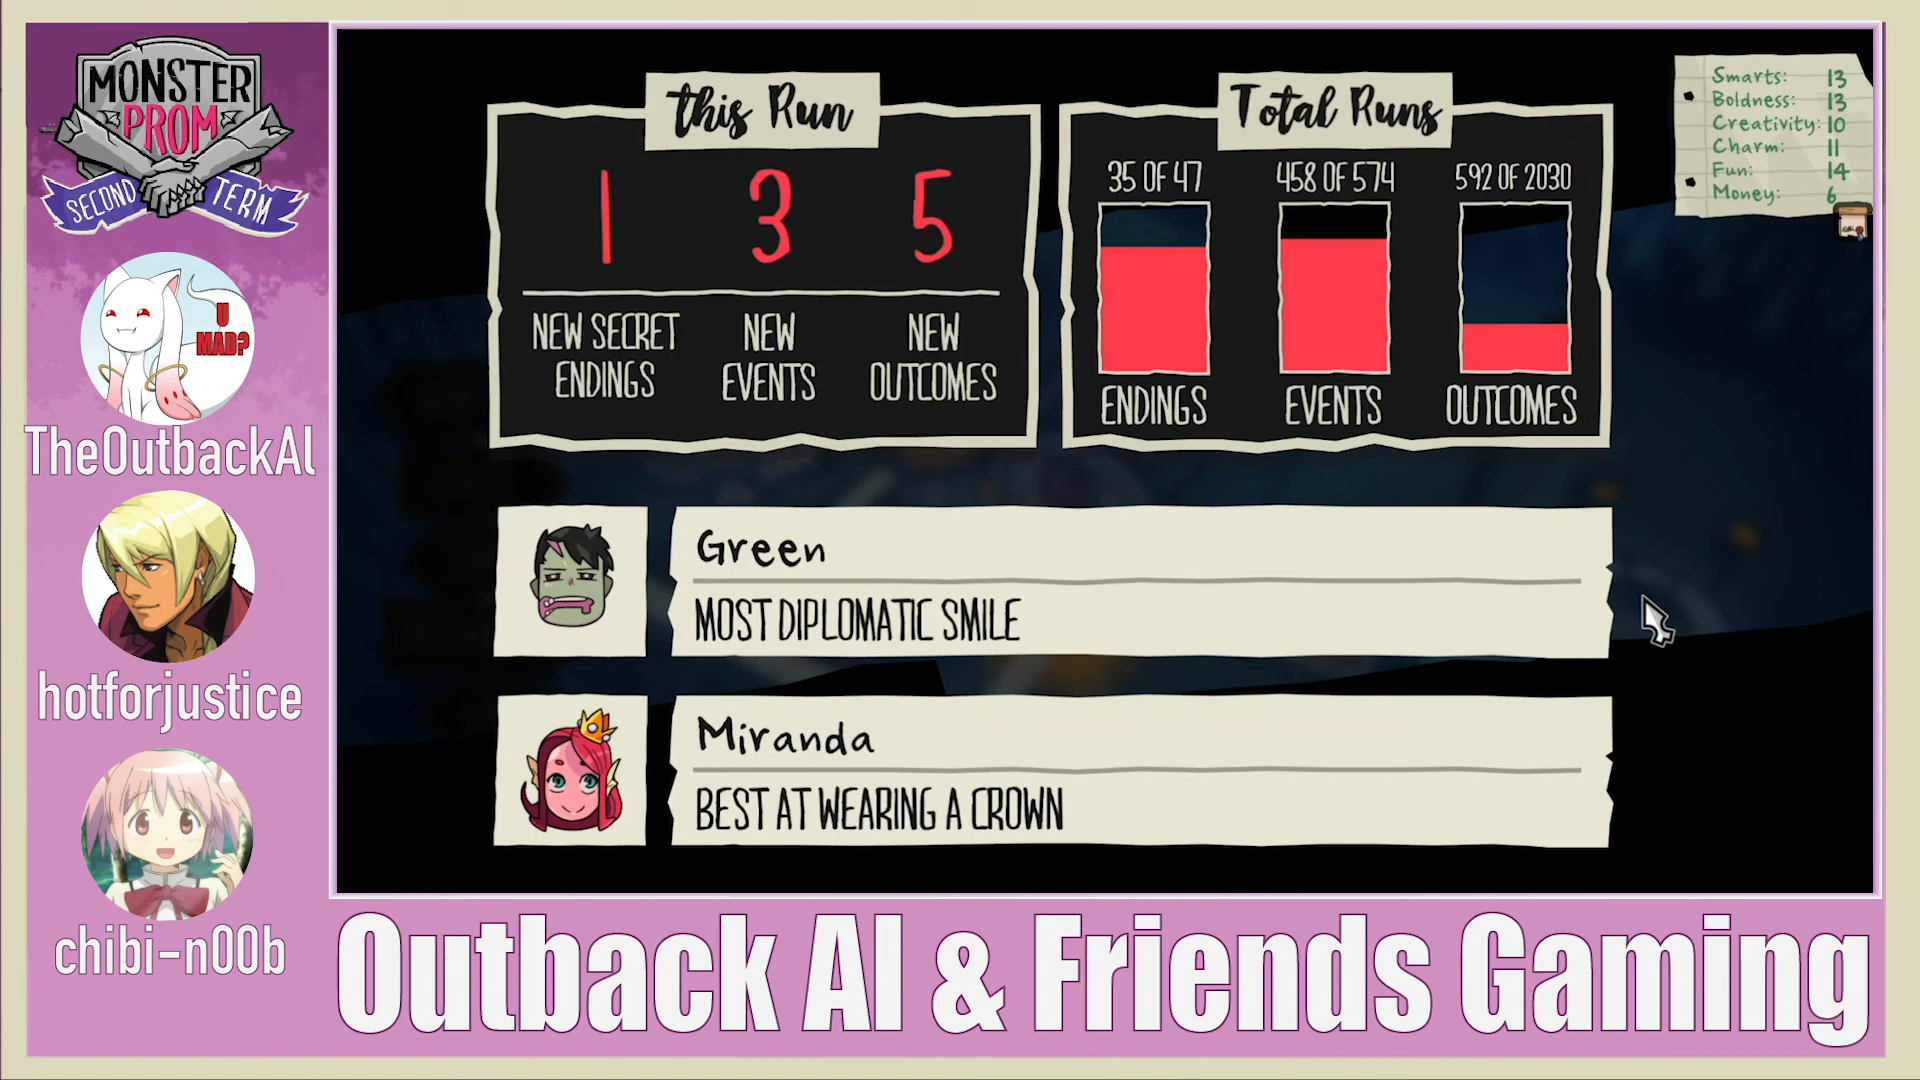 MONSTER
PROM
SECOND TERM
U
MAD?
TheOutbackAl
hotforjustice
chibi-n00b
this Run
1 3 5
NEW SECRET ENDINGS
NEW EVENTS
NEW OUTCOMES
Total Runs
35 OF 47
458 OF 574
592 OF 2030
ENDINGS
EVENTS
OUTCOMES
Smarts: 13
Boldness: 13
Creativity: 10
Charm: 11
Fun: 14
Money: 6
Green
MOST DIPLOMATIC SMILE
Miranda
BEST AT WEARING A CROWN
Outback Al & Friends Gaming